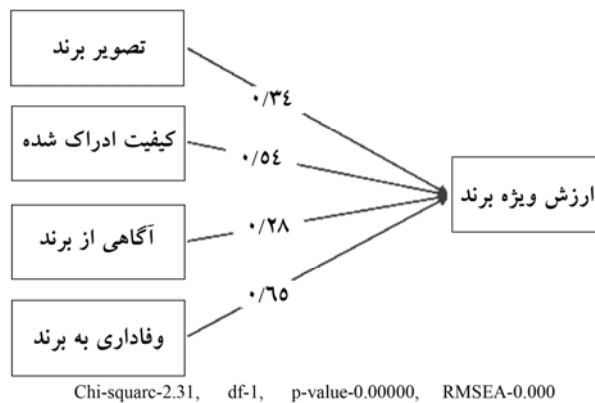 تصویر برند
۰/۳٤
کیفیت ادراک شده
۰/٥٤
ارزش ویژه برند
آگاهی از برند
۰/۲۸
۰/٦٥
وفاداری به برند
Chi-square-2.31, df-1, p-value-0.00000, RMSEA-0.000